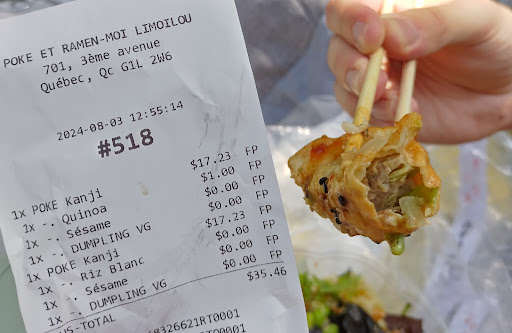 POKE ET RAMEN-MOI LIMOILOU
701, 3ème avenue
Québec, Qc G1L 2W6
2024-08-03 12:55:14
#518
1x POKE Kanji $17.23 FP
1x -. Quinoa $1.00 FP
1x -. Sésame $0.00 FP
1x -. DUMPLING VG $0.00 FP
1x POKE Kanji $17.23 FP
1x -. Riz Blanc $0.00 FP
1x -. Sésame $0.00 FP
1x -. DUMPLING VG $0.00 FP
US-TOTAL $35.46
8326621RT0001